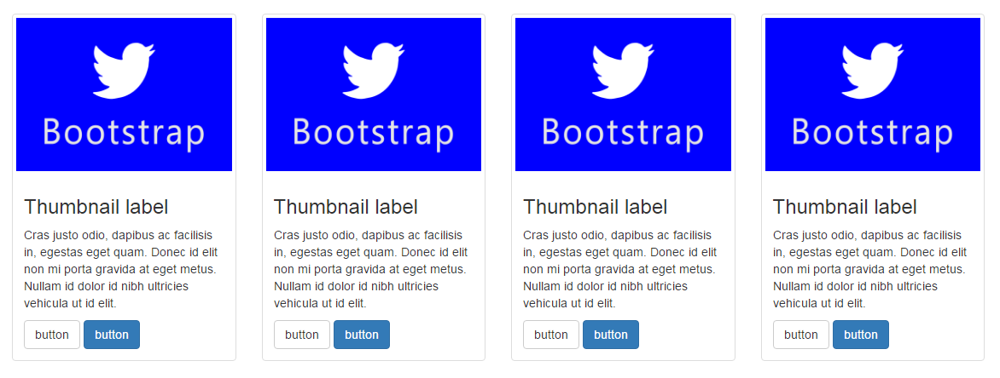 Bootstrap
Thumbnail label
Cras justo odio, dapibus ac facilisis
in, egestas eget quam. Donec id elit
non mi porta gravida at eget metus.
Nullam id dolor id nibh ultricies
vehicula ut id elit.
button
button
Bootstrap
Thumbnail label
Cras justo odio, dapibus ac facilisis
in, egestas eget quam. Donec id elit
non mi porta gravida at eget metus.
Nullam id dolor id nibh ultricies
vehicula ut id elit.
button
button
Bootstrap
Thumbnail label
Cras justo odio, dapibus ac facilisis
in, egestas eget quam. Donec id elit
non mi porta gravida at eget metus.
Nullam id dolor id nibh ultricies
vehicula ut id elit.
button
button
Bootstrap
Thumbnail label
Cras justo odio, dapibus ac facilisis
in, egestas eget quam. Donec id elit
non mi porta gravida at eget metus.
Nullam id dolor id nibh ultricies
vehicula ut id elit.
button
button